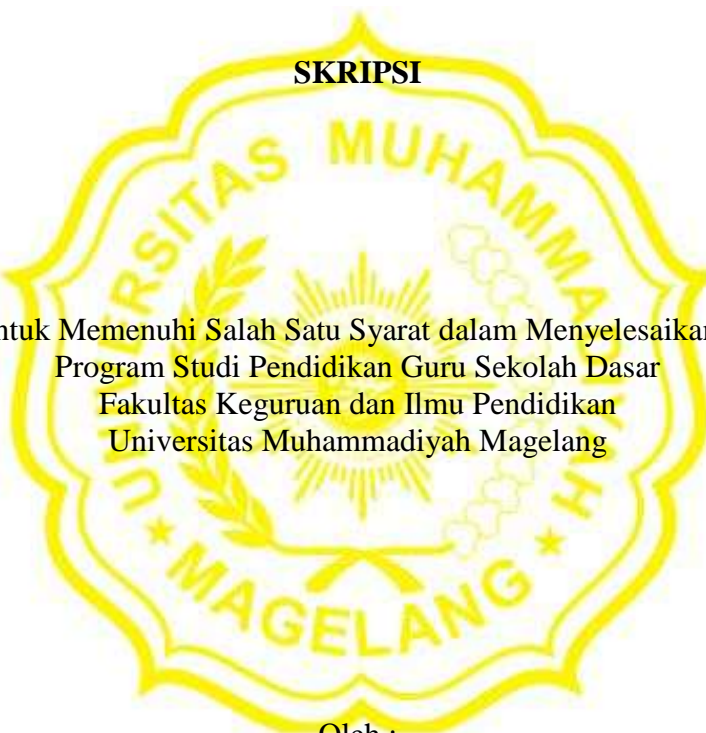 SKRIPSI
UNIVERSITAS MUHAMMADIYAH
ntuk Memenuhi Salah Satu Syarat dalam Menyelesaikan
Program Studi Pendidikan Guru Sekolah Dasar
Fakultas Keguruan dan Ilmu Pendidikan
Universitas Muhammadiyah Magelang
MAGELANG
Oleh :